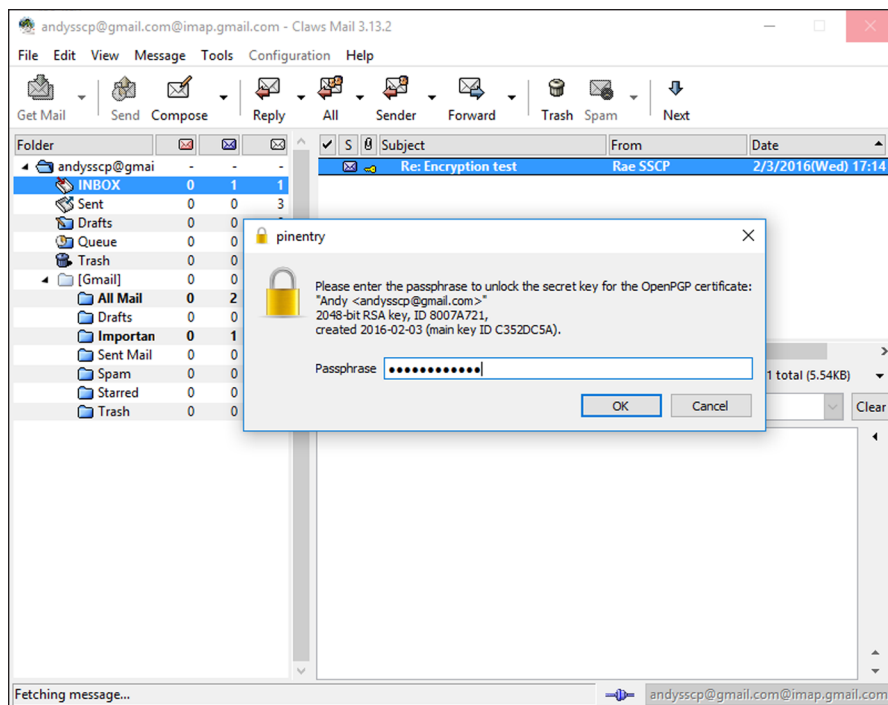 andysscp@gmail.com@imap.gmail.com - Claws Mail 3.13.2
File Edit View Message Tools Configuration Help
Get Mail Send Compose Reply All Sender Forward Trash Spam Next
Folder
S Subject From Date
andysscp@gmai - - -
Re: Encryption test Rae SSCP 2/3/2016(Wed) 17:14
INBOX 0 1 1
Sent 0 0 3
Drafts 0 0
Queue 0 0
Trash 0 0
[Gmail] 0 0
All Mail 0 2
Drafts 0 0
Importan 0 1
Sent Mail 0 0
Spam 0 0
Starred 0 0
Trash 0 0
pinentry
Please enter the passphrase to unlock the secret key for the OpenPGP certificate:
"Andy <andysscp@gmail.com>"
2048-bit RSA key, ID 8007A721,
created 2016-02-03 (main key ID C352DC5A).
Passphrase ●●●●●●●●●●●●
OK Cancel
1 total (5.54KB)
Clear
Fetching message...
andysscp@gmail.com@imap.gmail.com